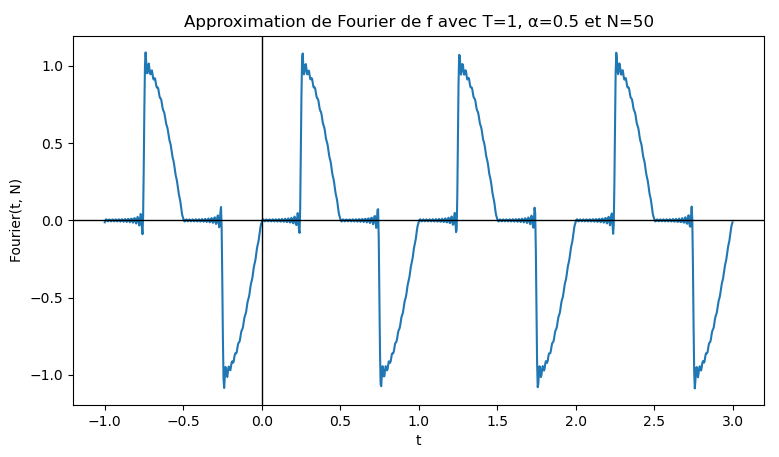 Approximation de Fourier de f avec T=1, α=0.5 et N=50
Fourier(t, N)
1.0
0.5
0.0
−0.5
−1.0
−1.0 −0.5 0.0 0.5 1.0 1.5 2.0 2.5 3.0
t